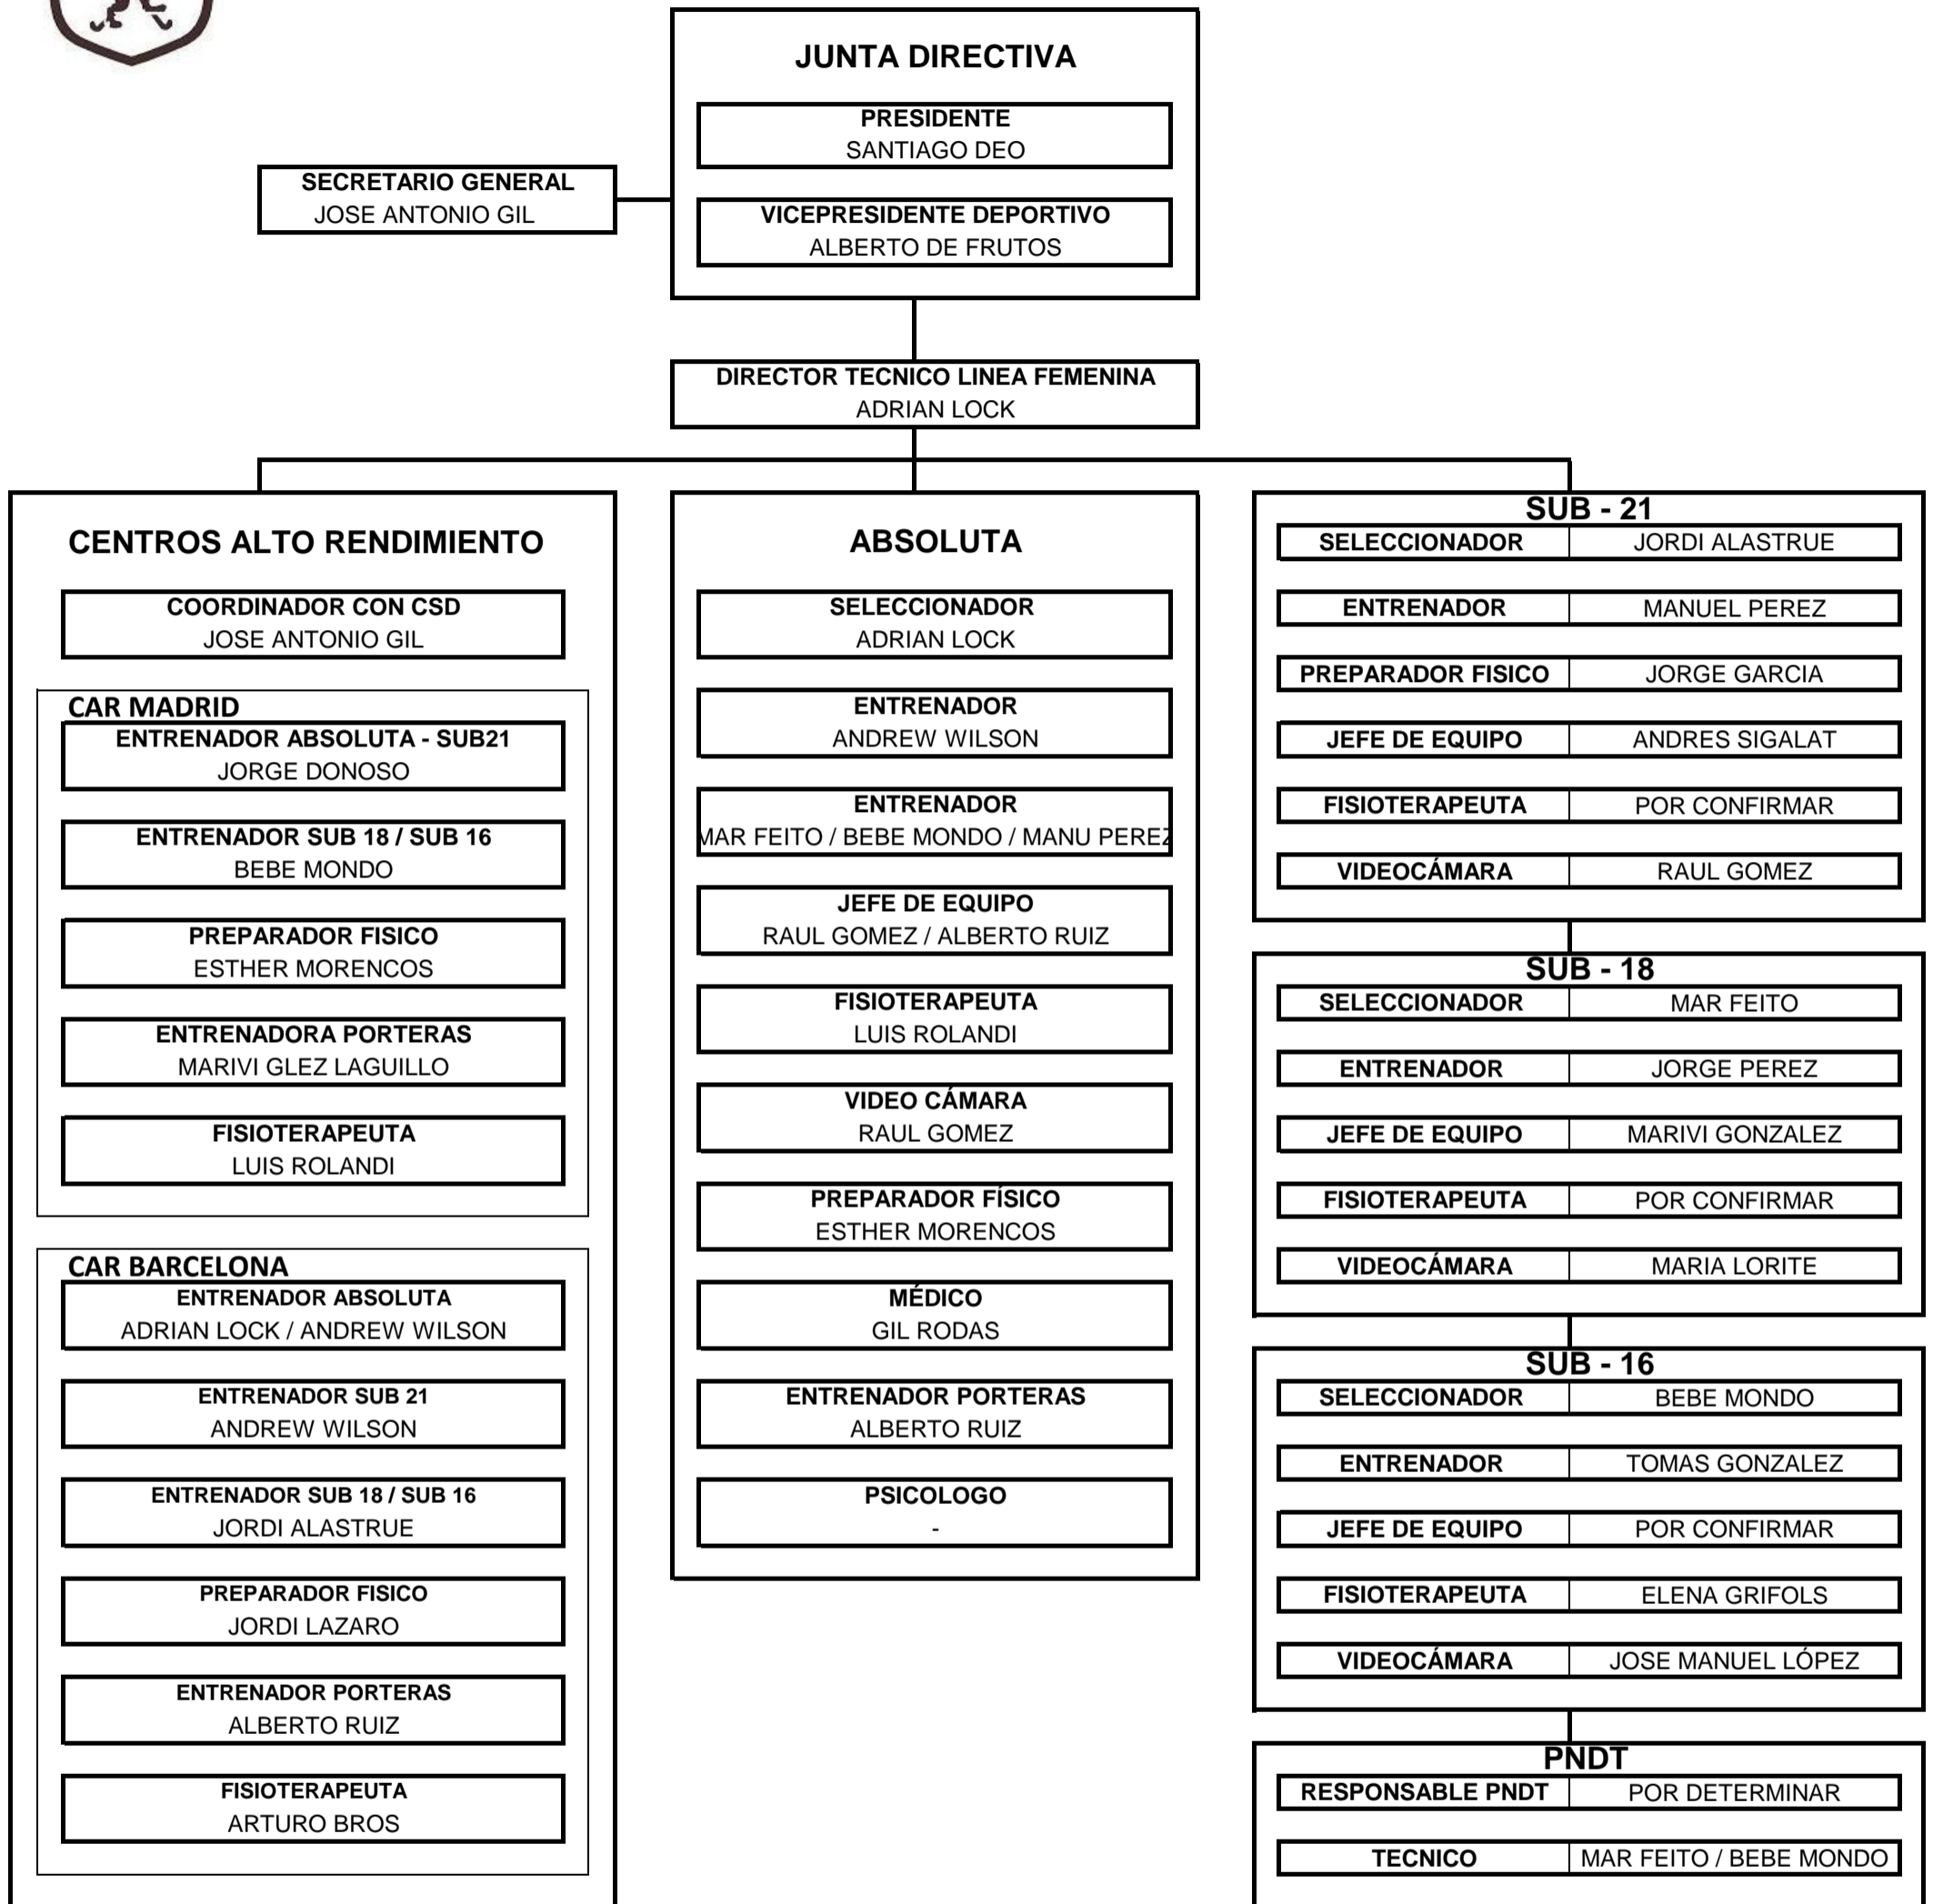 JUNTA DIRECTIVA
PRESIDENTE
SANTIAGO DEO
SECRETARIO GENERAL
JOSE ANTONIO GIL
VICEPRESIDENTE DEPORTIVO
ALBERTO DE FRUTOS
DIRECTOR TECNICO LINEA FEMENINA
ADRIAN LOCK
CENTROS ALTO RENDIMIENTO
COORDINADOR CON CSD
JOSE ANTONIO GIL
CAR MADRID
ENTRENADOR ABSOLUTA - SUB21
JORGE DONOSO
ENTRENADOR SUB 18 / SUB 16
BEBE MONDO
PREPARADOR FISICO
ESTHER MORENCOS
ENTRENADORA PORTERAS
MARIVI GLEZ LAGUILLO
FISIOTERAPEUTA
LUIS ROLANDI
CAR BARCELONA
ENTRENADOR ABSOLUTA
ADRIAN LOCK / ANDREW WILSON
ENTRENADOR SUB 21
ANDREW WILSON
ENTRENADOR SUB 18 / SUB 16
JORDI ALASTRUE
PREPARADOR FISICO
JORDI LAZARO
ENTRENADOR PORTERAS
ALBERTO RUIZ
FISIOTERAPEUTA
ARTURO BROS
ABSOLUTA
SELECCIONADOR
ADRIAN LOCK
ENTRENADOR
ANDREW WILSON
ENTRENADOR
MAR FEITO / BEBE MONDO / MANU PEREZ
JEFE DE EQUIPO
RAUL GOMEZ / ALBERTO RUIZ
FISIOTERAPEUTA
LUIS ROLANDI
VIDEO CÁMARA
RAUL GOMEZ
PREPARADOR FÍSICO
ESTHER MORENCOS
MÉDICO
GIL RODAS
ENTRENADOR PORTERAS
ALBERTO RUIZ
PSICOLOGO
-
SUB - 21
SELECCIONADOR JORDI ALASTRUE
ENTRENADOR MANUEL PEREZ
PREPARADOR FISICO JORGE GARCIA
JEFE DE EQUIPO ANDRES SIGALAT
FISIOTERAPEUTA POR CONFIRMAR
VIDEOCÁMARA RAUL GOMEZ
SUB - 18
SELECCIONADOR MAR FEITO
ENTRENADOR JORGE PEREZ
JEFE DE EQUIPO MARIVI GONZALEZ
FISIOTERAPEUTA POR CONFIRMAR
VIDEOCÁMARA MARIA LORITE
SUB - 16
SELECCIONADOR BEBE MONDO
ENTRENADOR TOMAS GONZALEZ
JEFE DE EQUIPO POR CONFIRMAR
FISIOTERAPEUTA ELENA GRIFOLS
VIDEOCÁMARA JOSE MANUEL LÓPEZ
PNDT
RESPONSABLE PNDT POR DETERMINAR
TECNICO MAR FEITO / BEBE MONDO